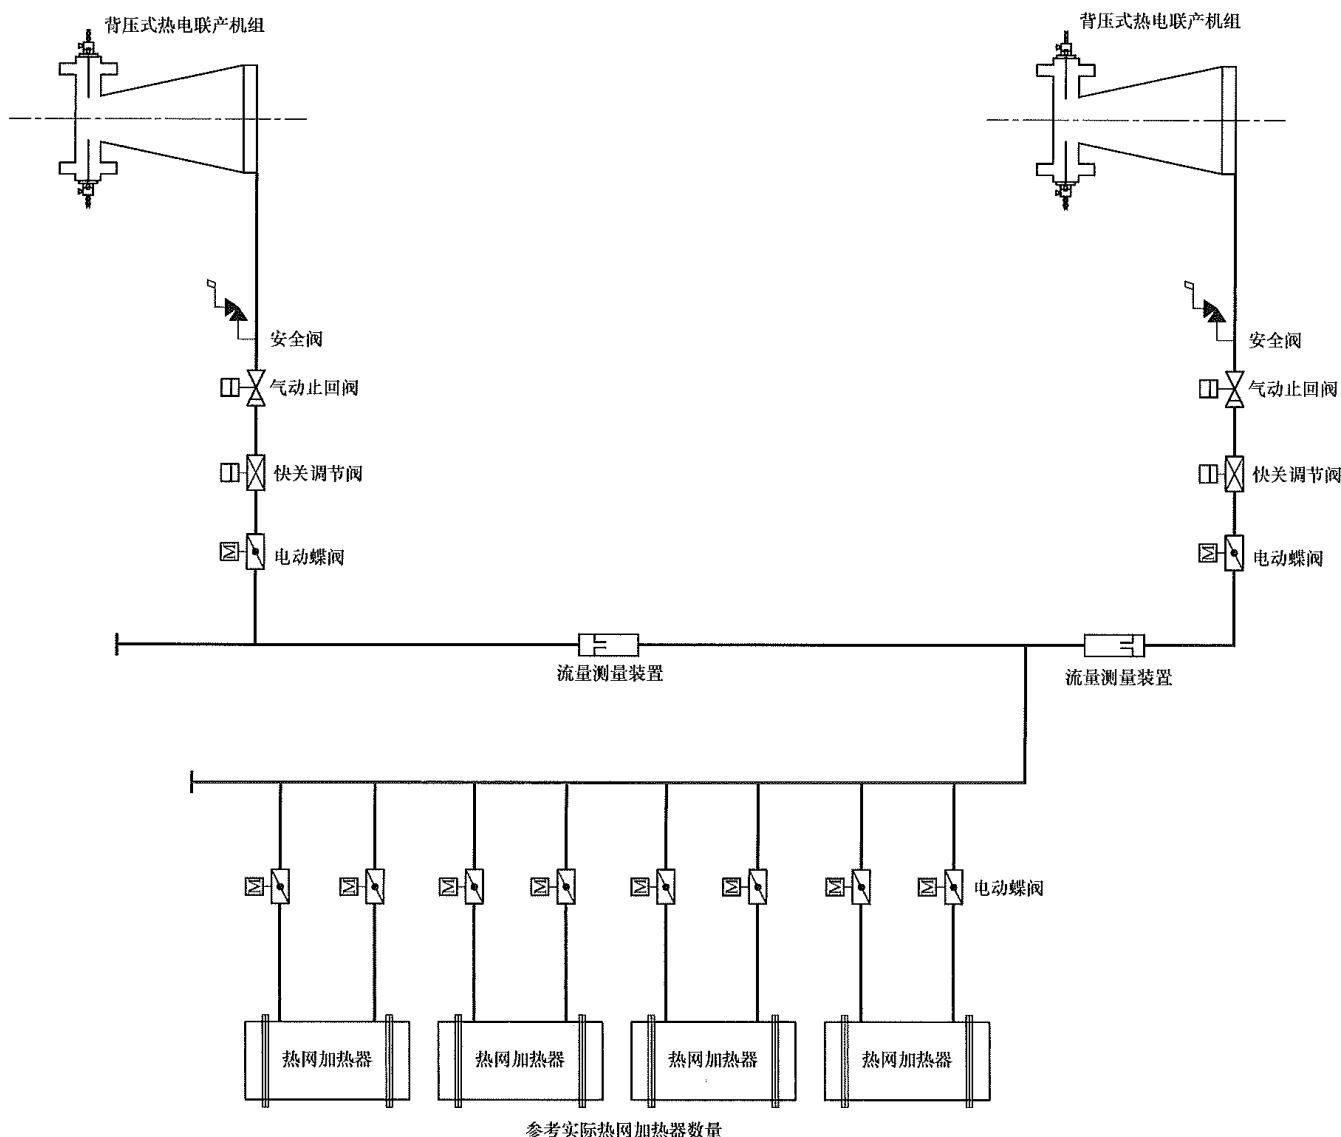 背压式热电联产机组
背压式热电联产机组
安全阀
安全阀
气动止回阀
气动止回阀
快关调节阀
快关调节阀
M
电动蝶阀
M
电动蝶阀
流量测量装置
流量测量装置
M
M
M
M
M
M
M
M
电动蝶阀
热网加热器
热网加热器
热网加热器
热网加热器
参考实际热网加热器数量